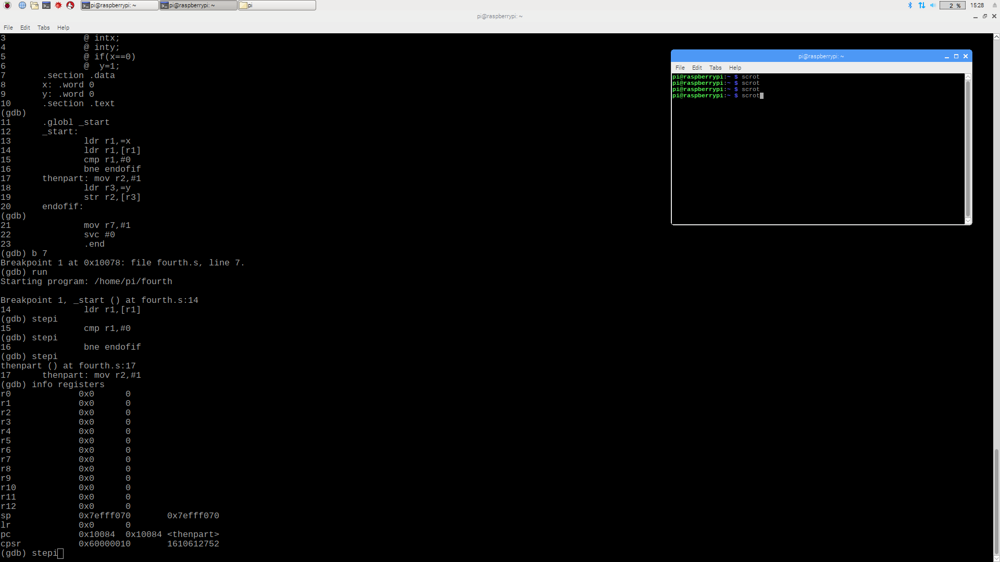 pi@raspberrypi: ~ pi@raspberrypi: ~ pi 2 % 15:28
pi@raspberrypi: ~
File Edit Tabs Help
3 @ intx;
4 @ inty;
5 @ if(x==0)
6 @  y=1;
7 .section .data
8 x: .word 0
9 y: .word 0
10 .section .text
(gdb)
11 .globl _start
12 _start:
13 ldr r1,=x
14 ldr r1,[r1]
15 cmp r1,#0
16 bne endofif
17 thenpart: mov r2,#1
18 ldr r3,=y
19 str r2,[r3]
20 endofif:
(gdb)
21 mov r7,#1
22 svc #0
23 .end
(gdb) b 7
Breakpoint 1 at 0x10078: file fourth.s, line 7.
(gdb) run
Starting program: /home/pi/fourth
Breakpoint 1, _start () at fourth.s:14
14 ldr r1,[r1]
(gdb) stepi
15 cmp r1,#0
(gdb) stepi
16 bne endofif
(gdb) stepi
thenpart () at fourth.s:17
17 thenpart: mov r2,#1
(gdb) info registers
r0 0x0 0
r1 0x0 0
r2 0x0 0
r3 0x0 0
r4 0x0 0
r5 0x0 0
r6 0x0 0
r7 0x0 0
r8 0x0 0
r9 0x0 0
r10 0x0 0
r11 0x0 0
r12 0x0 0
sp 0x7efff070 0x7efff070
lr 0x0 0
pc 0x10084 0x10084 <thenpart>
cpsr 0x60000010 1610612752
(gdb) stepi
pi@raspberrypi: ~
File Edit Tabs Help
pi@raspberrypi:~ $ scrot
pi@raspberrypi:~ $ scrot
pi@raspberrypi:~ $ scrot
pi@raspberrypi:~ $ scrot